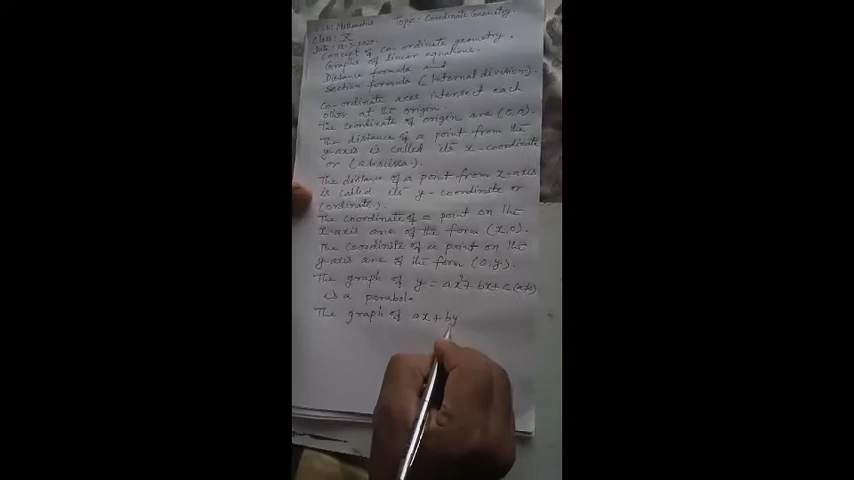 Sub: Mathematics Topic: Coordinate Geometry.
Class: X
Date:
Concept of co-ordinate geometry,
Graphs of linear equations.
Distance formula and
Section formula (Internal division).
Co-ordinate axes intersect each
other at the origin.
The coordinate of origin are (0,0).
The distance of a point from the
y-axis is called its x-coordinate
or (abscissa).
The distance of a point from x-axis
is called its y-coordinate or
(ordinate).
The coordinate of a point on the
x-axis are of the form (x,0).
The coordinate of a point on the
y-axis are of the form (0,y).
The graph of y = ax²+ bx+c (a≠0)
is a parabola
The graph of ax+by